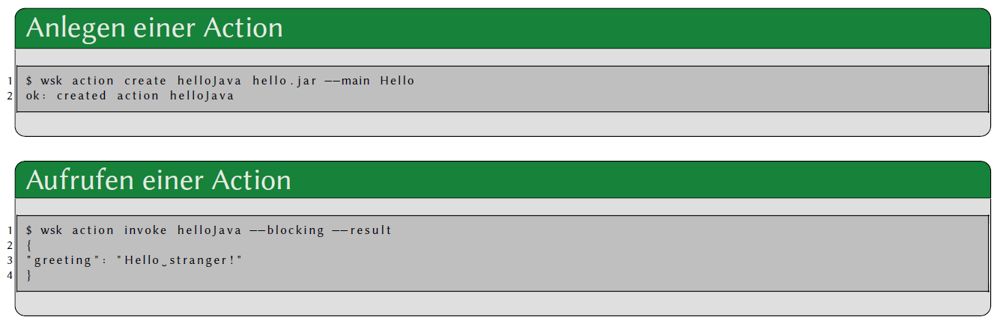 Anlegen einer Action
1 $ wsk action create helloJava hello.jar --main Hello
2 ok: created action helloJava
Aufrufen einer Action
1 $ wsk action invoke helloJava --blocking --result
2 {
3 "greeting": "Hello␣stranger!"
4 }